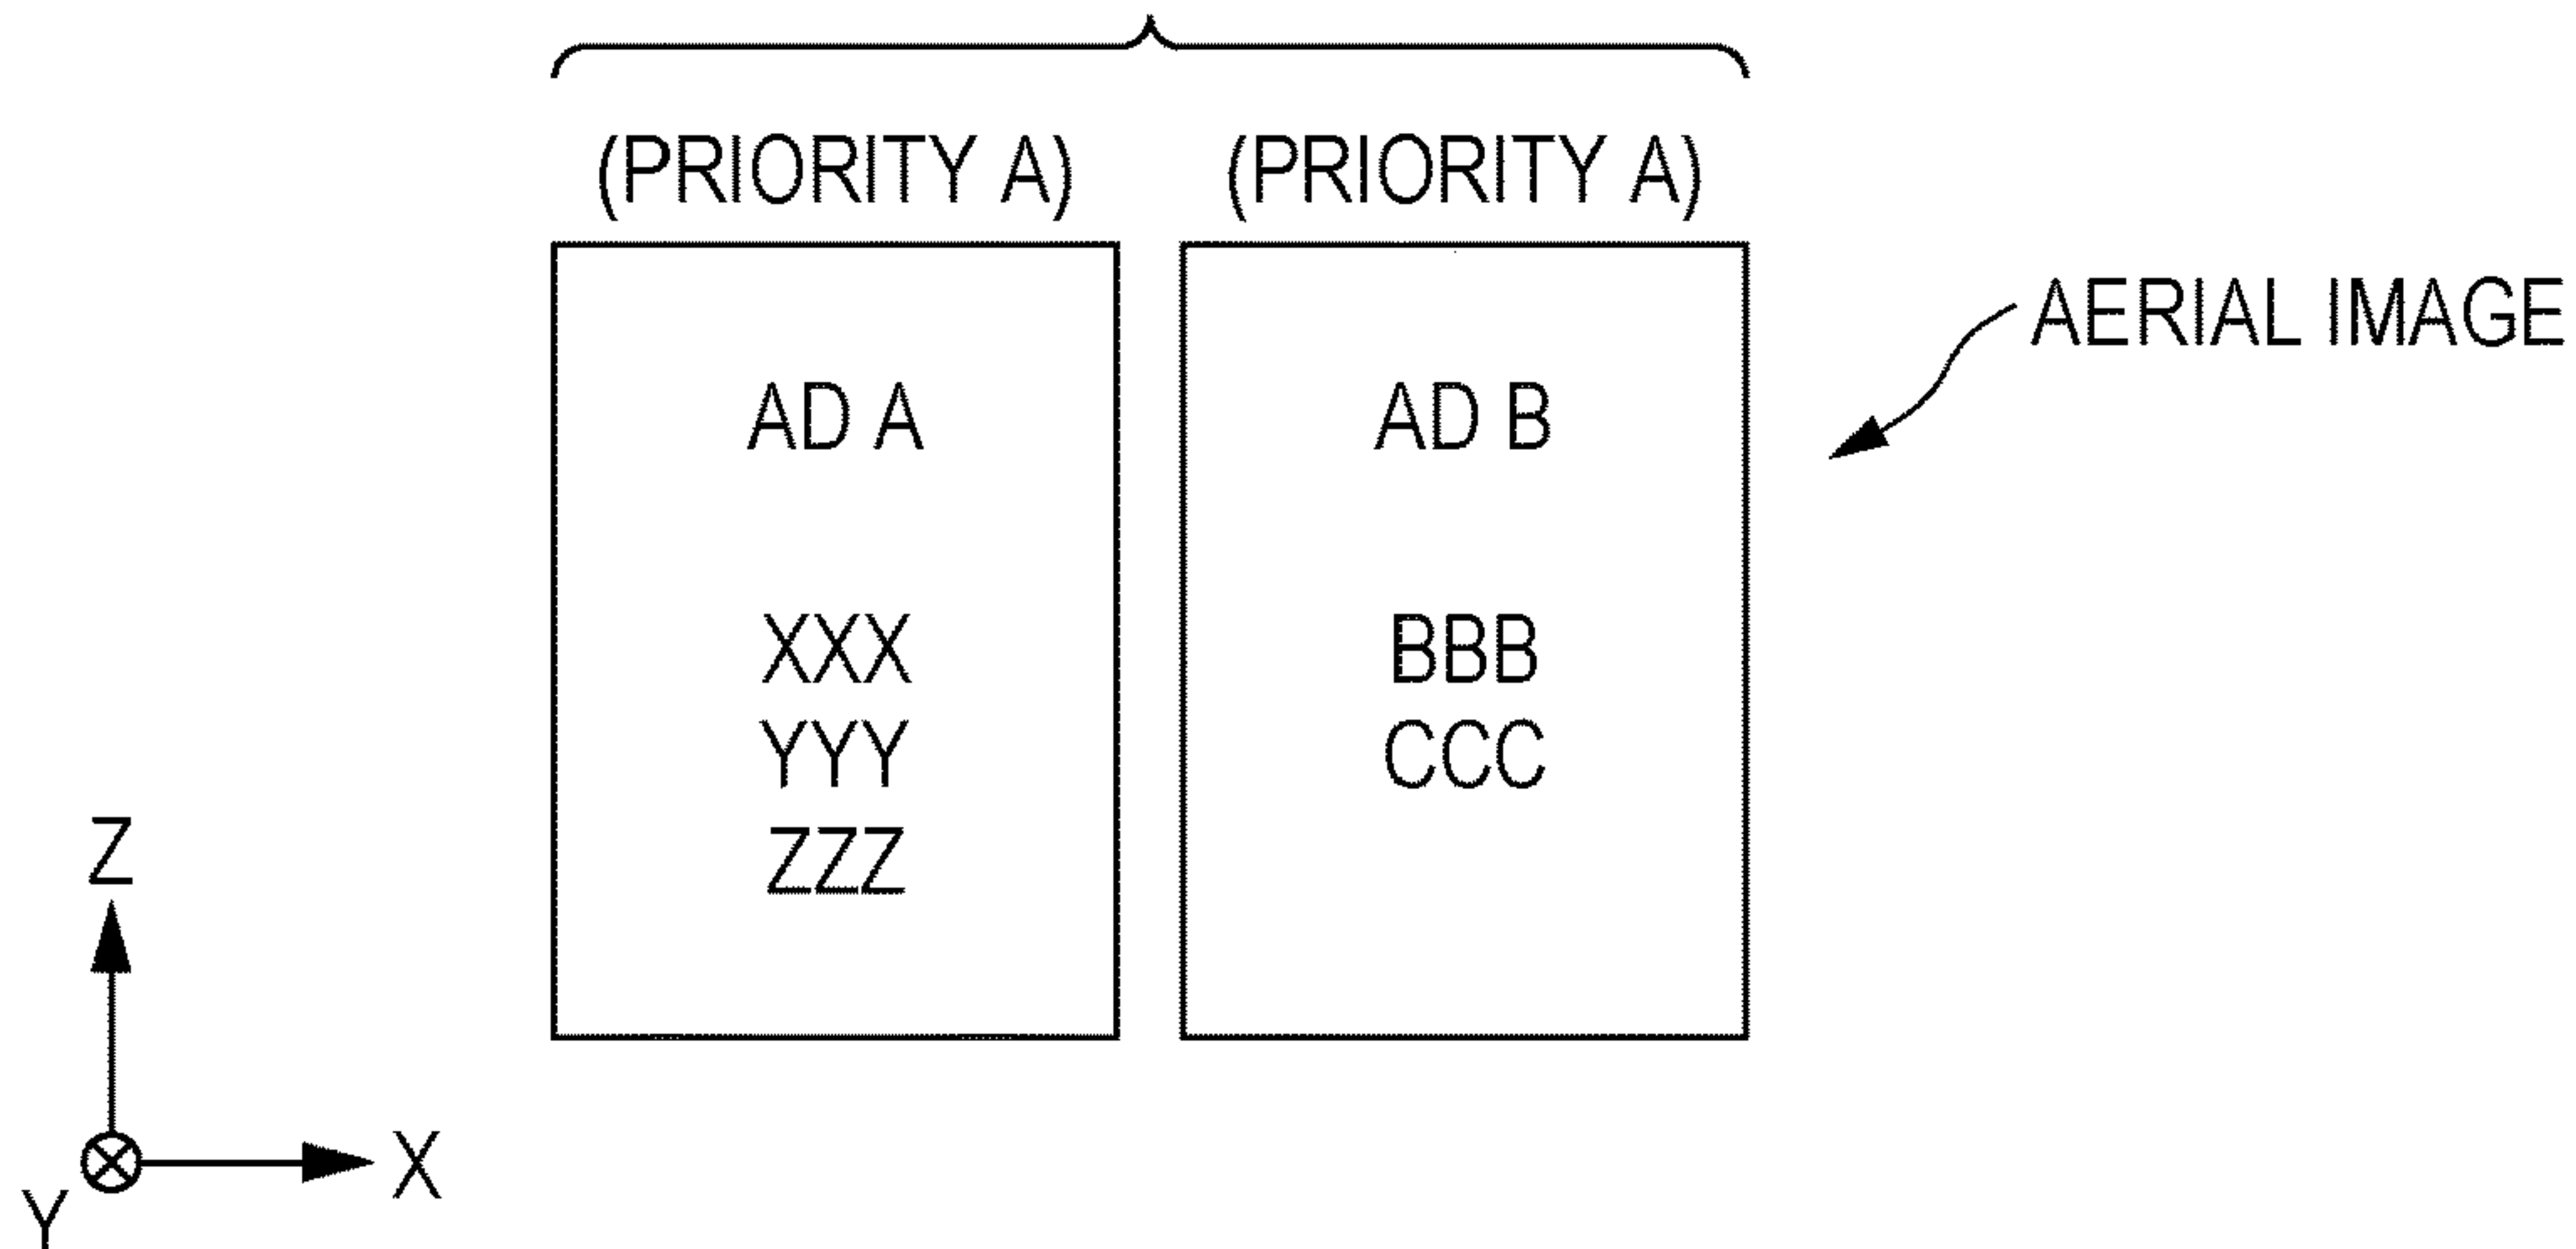 (PRIORITY A) (PRIORITY A)
AERIAL IMAGE
AD A AD B
XXX BBB
YYY CCC
ZZZ
Z
X
Y